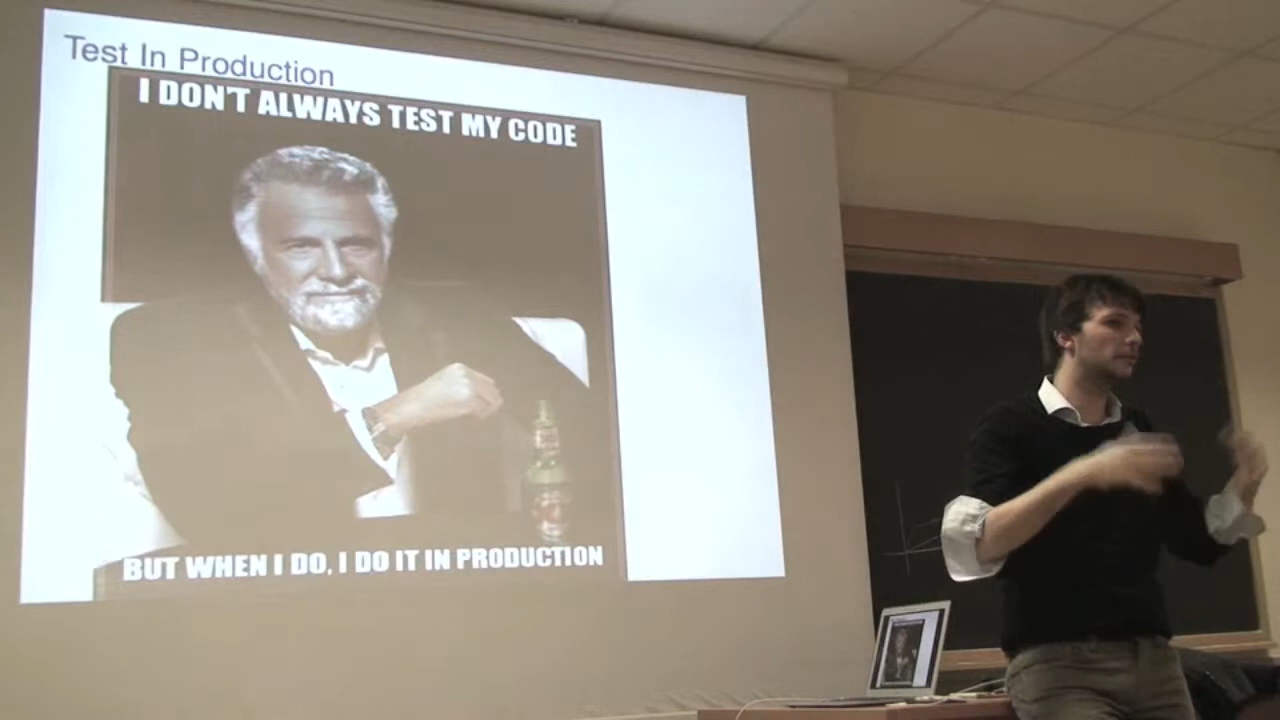 Test In Production
I DON'T ALWAYS TEST MY CODE
BUT WHEN I DO, I DO IT IN PRODUCTION